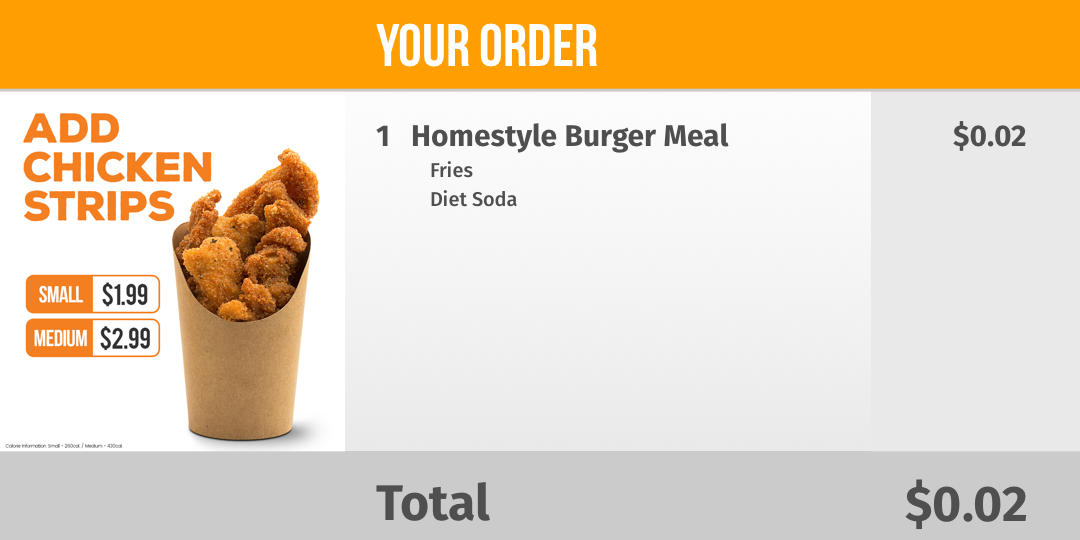 YOUR ORDER
ADD
CHICKEN
STRIPS
SMALL $1.99
MEDIUM $2.99
Calorie Information: Small - 260cal. / Medium - 430cal.
1 Homestyle Burger Meal $0.02
Fries
Diet Soda
Total $0.02